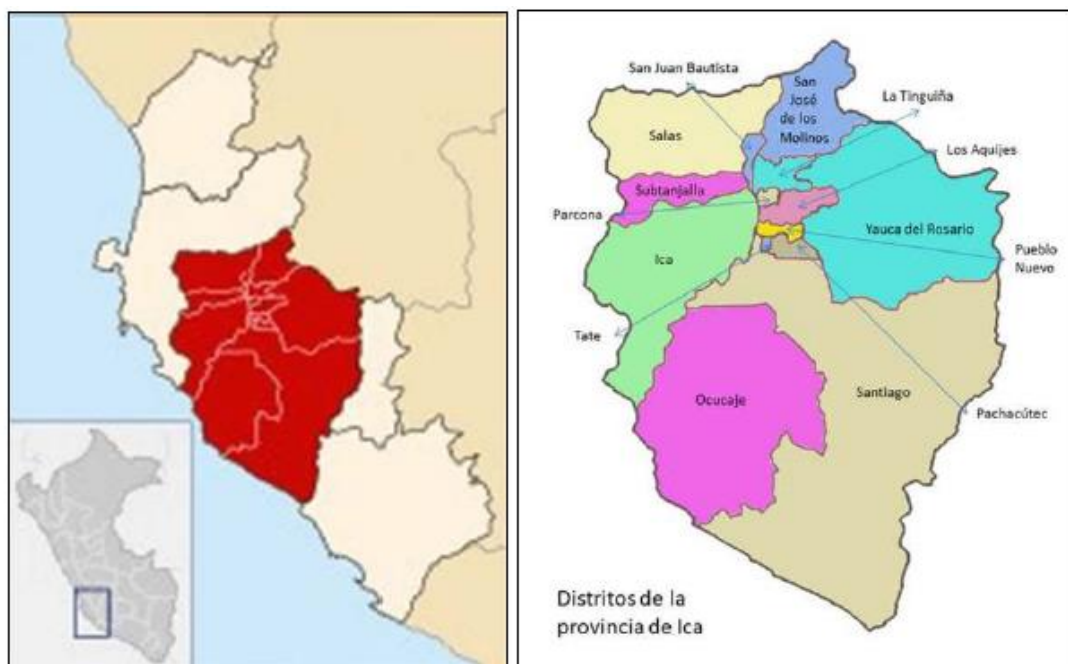 San Juan Bautista
San
José
de los
Molinos
La Tinguiña
Salas
Los Aquijes
Subtanjalla
Parcona
Yauca del Rosario
Ica
Pueblo
Nuevo
Tate
Ocucaje
Santiago
Pachacútec
Distritos de la
provincia de Ica